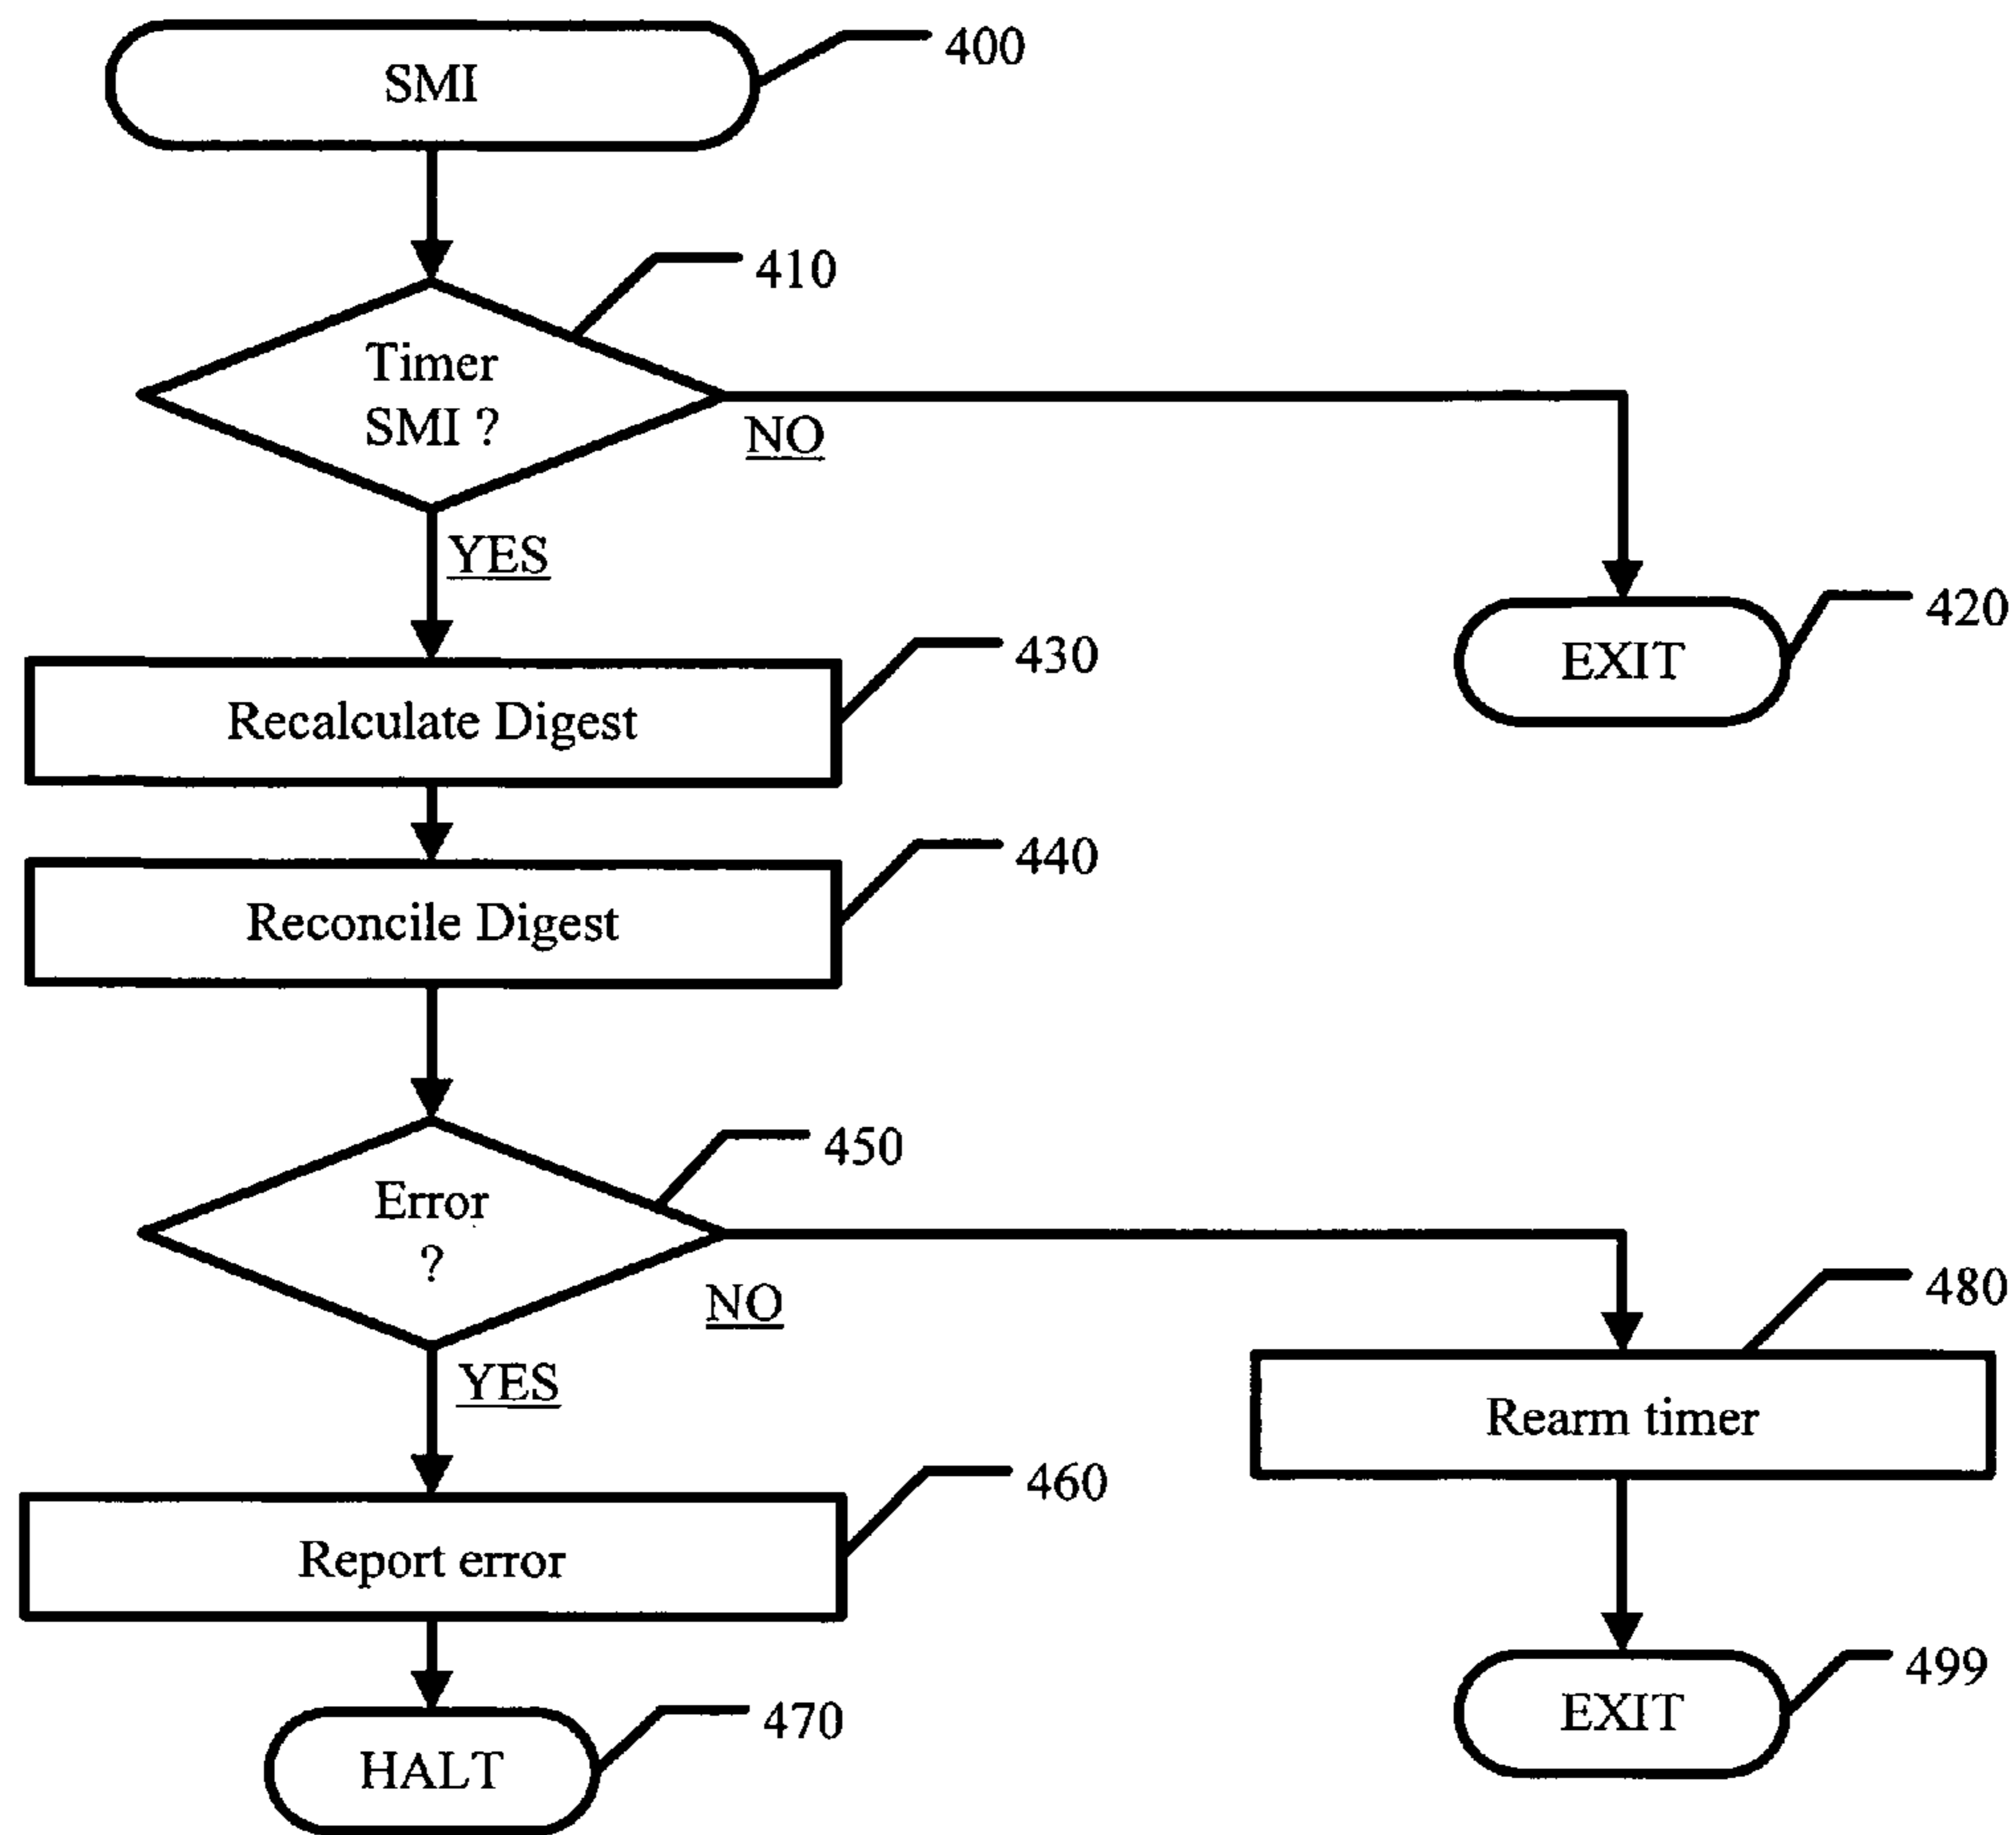 SMI
400
410
Timer
SMI ?
NO
YES
420
EXIT
430
Recalculate Digest
440
Reconcile Digest
450
Error
?
NO
YES
480
Rearm timer
460
Report error
499
EXIT
470
HALT